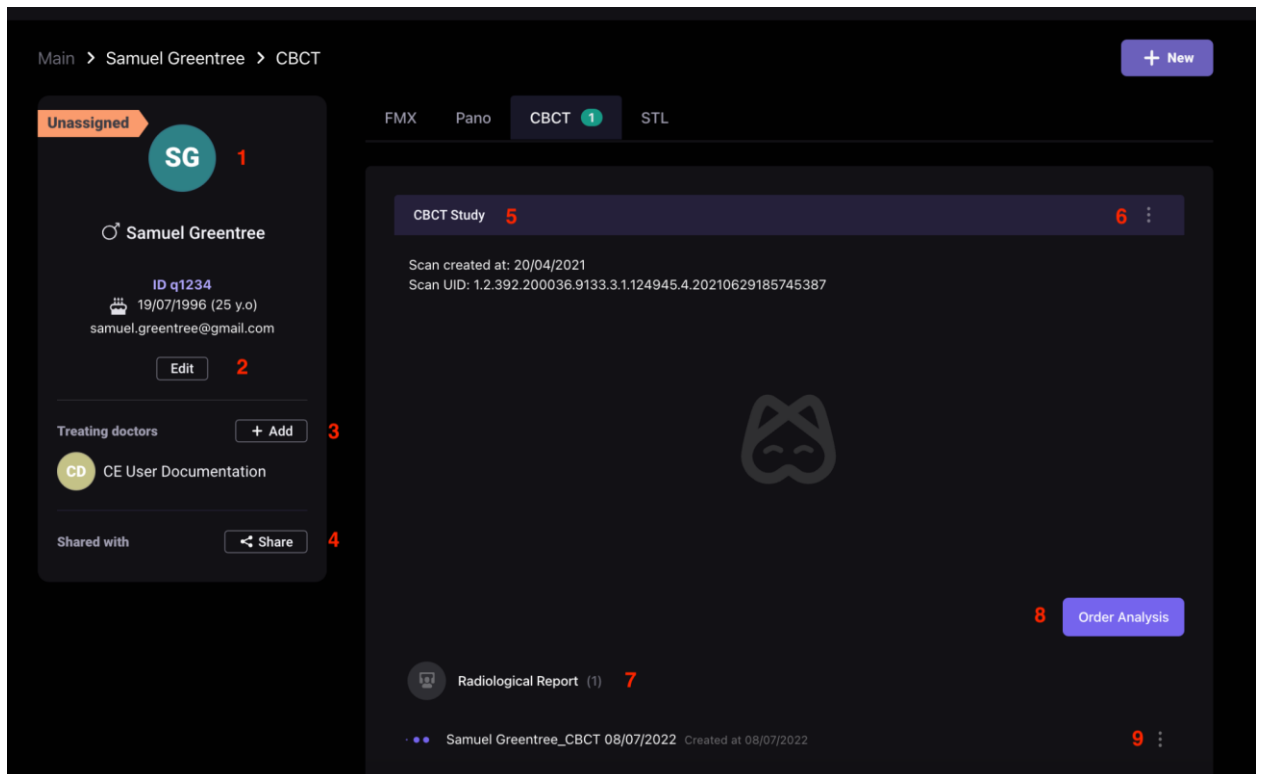 Main > Samuel Greentree > CBCT
+ New
Unassigned
SG 1
Samuel Greentree
ID q1234
19/07/1996 (25 y.o)
samuel.greentree@gmail.com
Edit 2
Treating doctors + Add 3
CD CE User Documentation
Shared with Share 4
FMX Pano CBCT 1 STL
CBCT Study 5 6
Scan created at: 20/04/2021
Scan UID: 1.2.392.200036.9133.3.1.124945.4.20210629185745387
8 Order Analysis
Radiological Report (1) 7
Samuel Greentree_CBCT 08/07/2022 Created at 08/07/2022 9